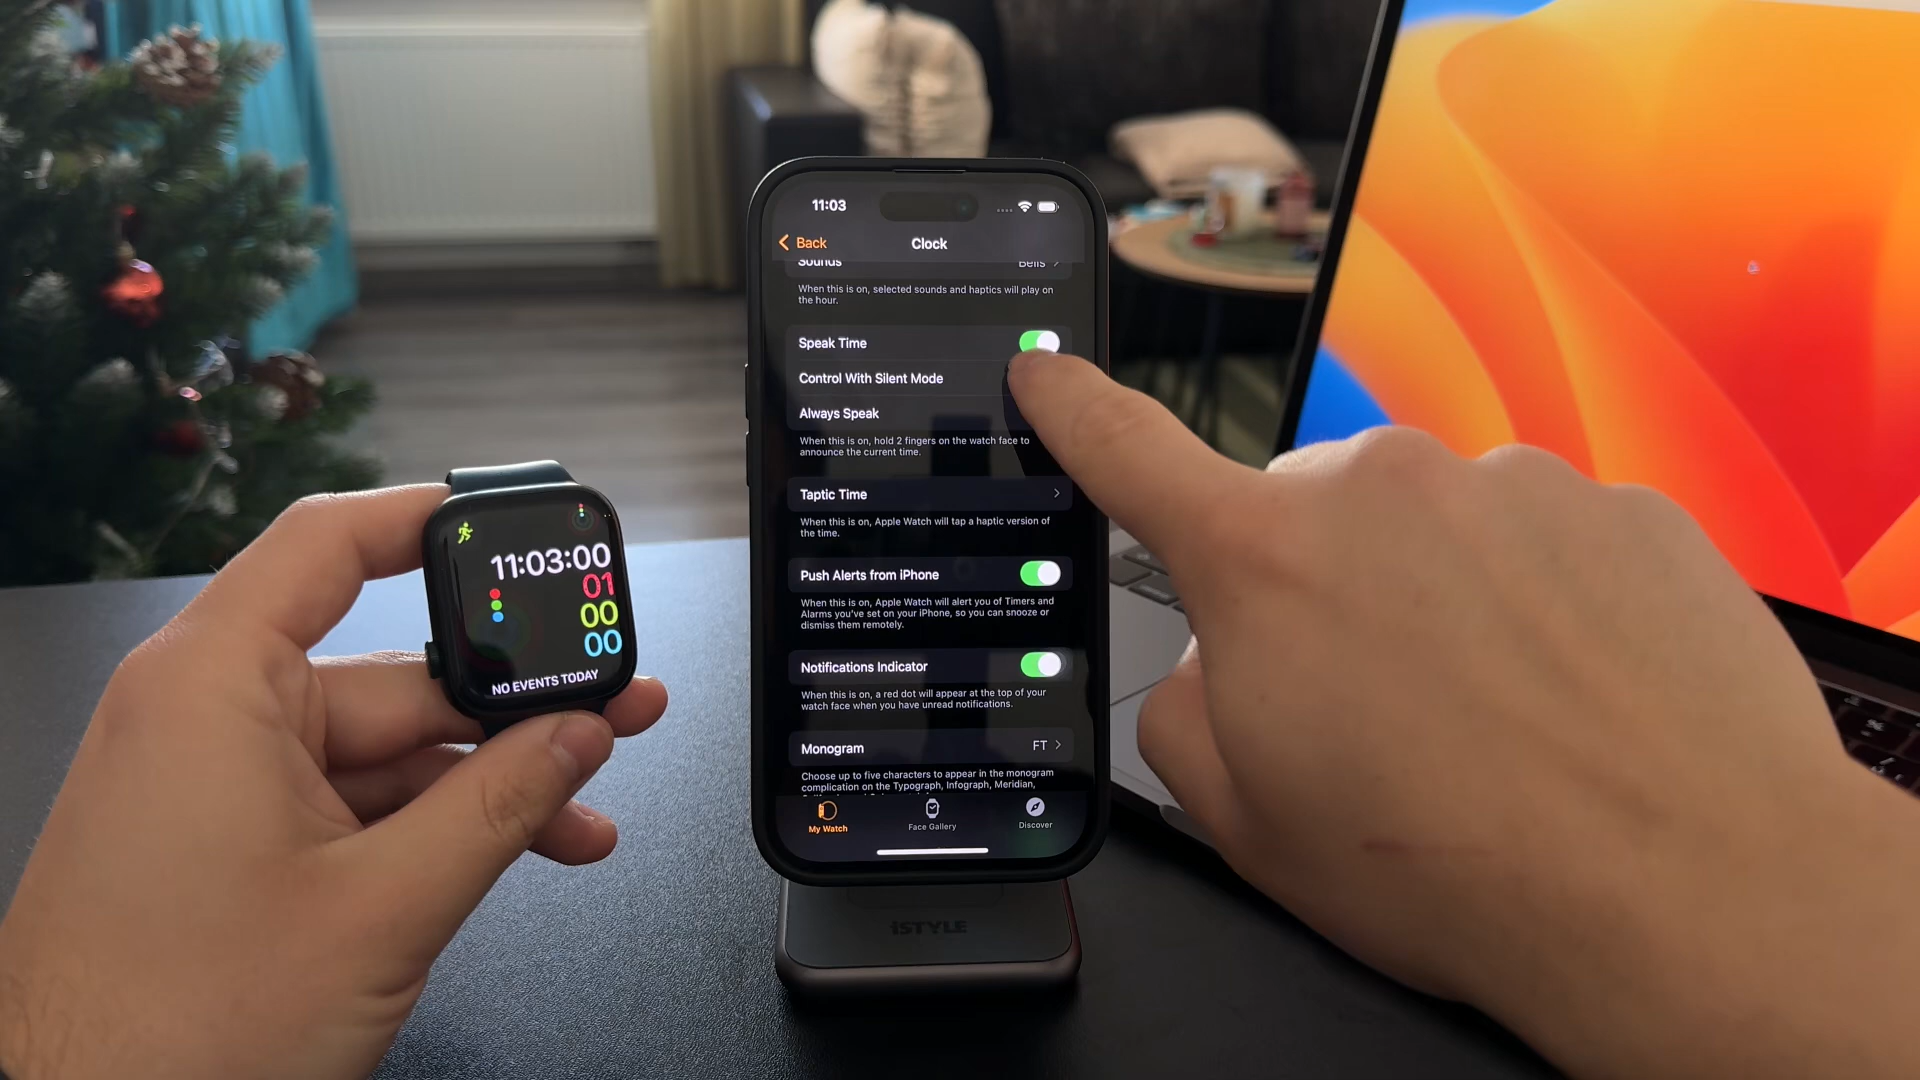 11:03
Back
Clock
Sounds
Bells
When this is on, selected sounds and haptics will play on
the hour.
Speak Time
Control With Silent Mode
Always Speak
When this is on, hold 2 fingers on the watch face to
announce the current time.
Taptic Time
When this is on, Apple Watch will tap a haptic version of
the time.
Push Alerts from iPhone
When this is on, Apple Watch will alert you of Timers and
Alarms you've set on your iPhone, so you can snooze or
dismiss them remotely.
Notifications Indicator
When this is on, a red dot will appear at the top of your
watch face when you have unread notifications.
Monogram
FT
Choose up to five characters to appear in the monogram
complication on the Typograph, Infograph, Meridian,
My Watch
Face Gallery
Discover
iSTYLE
11:03:00
01
00
00
NO EVENTS TODAY